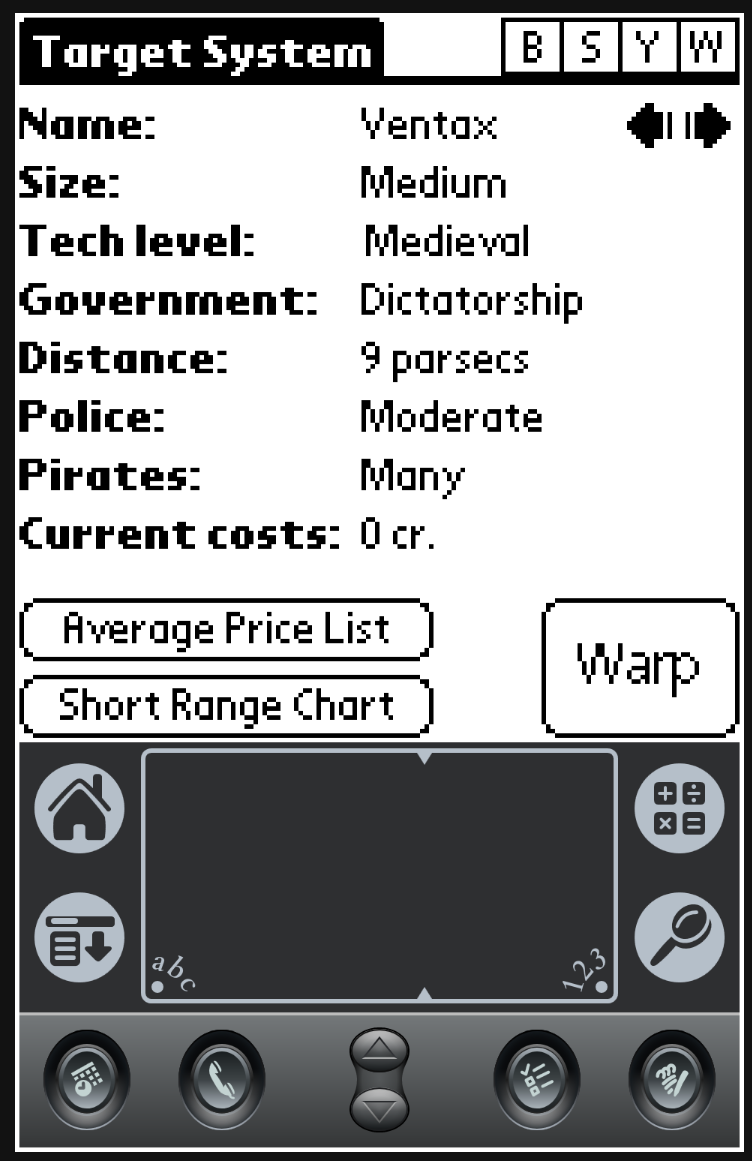 Target System B S Y W
Name: Ventax
Size: Medium
Tech level: Medieval
Government: Dictatorship
Distance: 9 parsecs
Police: Moderate
Pirates: Many
Current costs: 0 cr.
Average Price List
Warp
Short Range Chart
+ ÷
× =
abc 123